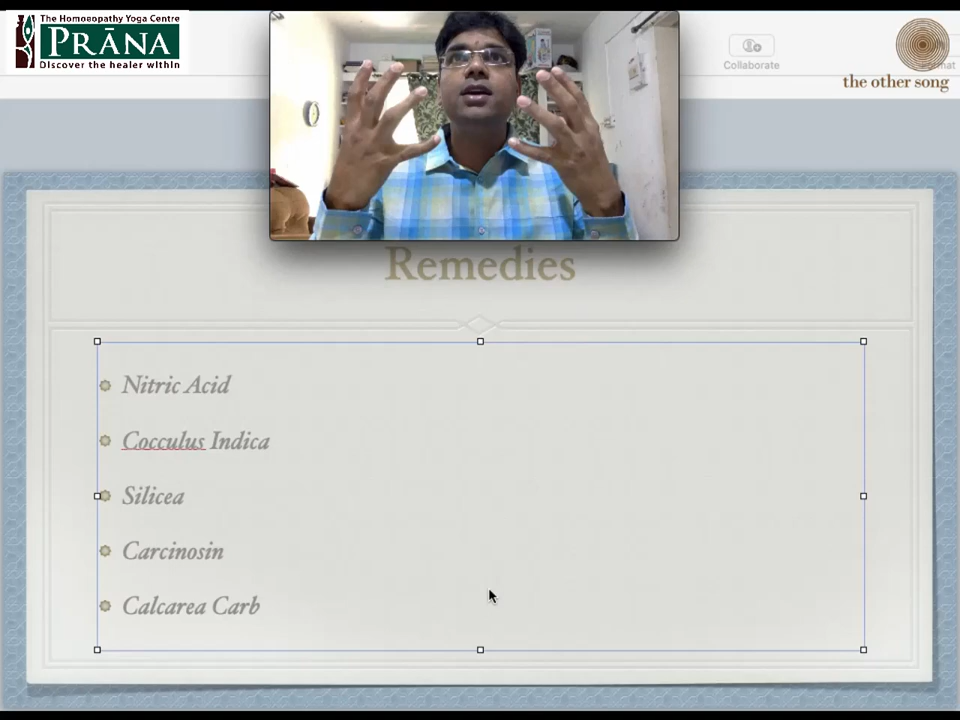 The Homoeopathy Yoga Centre
PRĀNA
Discover the healer within
Collaborate
the other song
Remedies
Nitric Acid
Cocculus Indica
Silicea
Carcinosin
Calcarea Carb